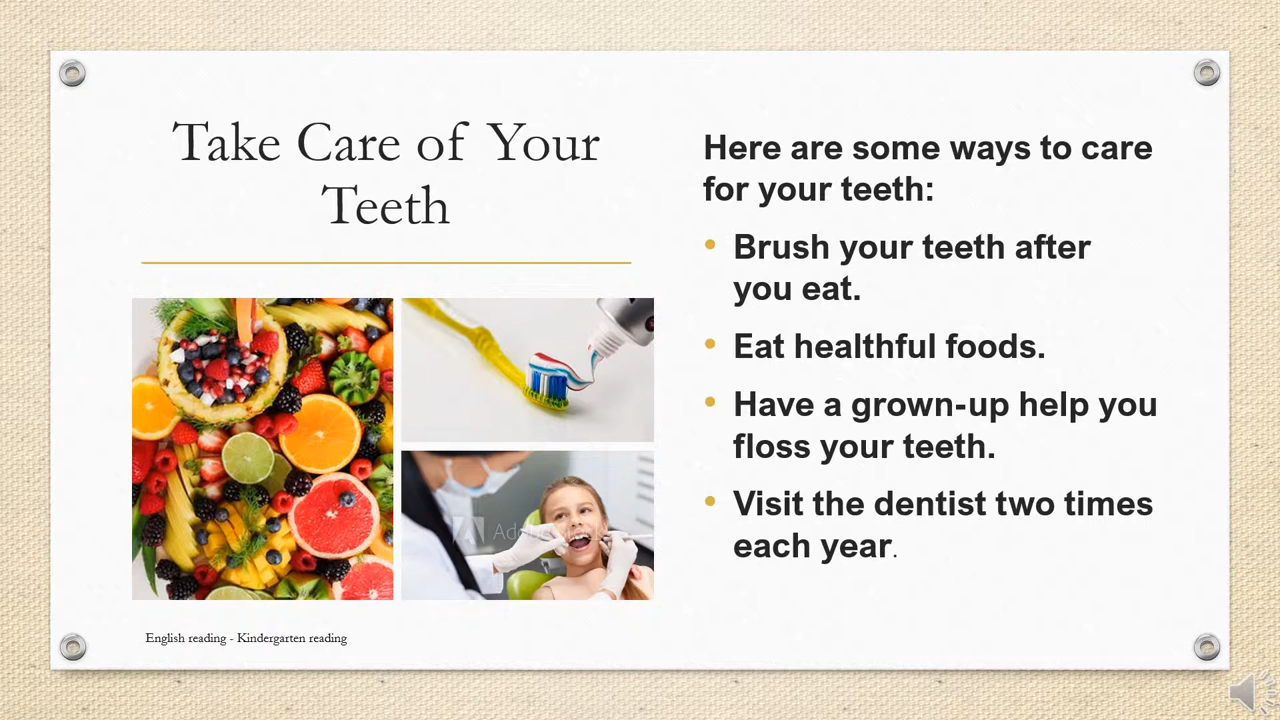 Take Care of Your
Teeth
Here are some ways to care
for your teeth:
• Brush your teeth after
you eat.
• Eat healthful foods.
• Have a grown-up help you
floss your teeth.
• Visit the dentist two times
each year.
English reading - Kindergarten reading